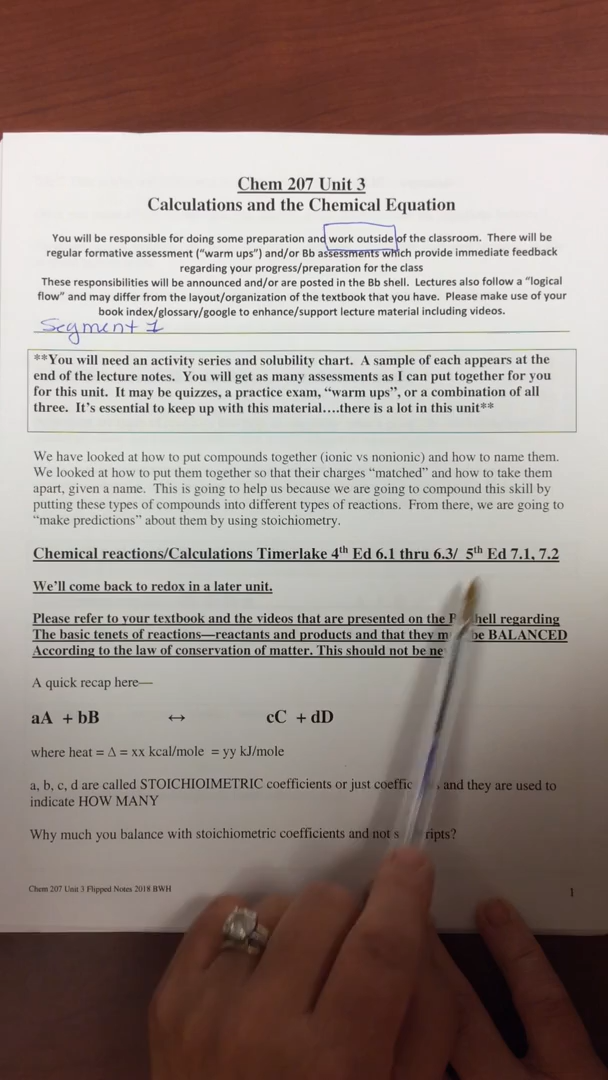 Chem 207 Unit 3
Calculations and the Chemical Equation
You will be responsible for doing some preparation and work outside of the classroom. There will be
regular formative assessment ("warm ups") and/or Bb assessments which provide immediate feedback
regarding your progress/preparation for the class
These responsibilities will be announced and/or are posted in the Bb shell. Lectures also follow a "logical
flow" and may differ from the layout/organization of the textbook that you have. Please make use of your
book index/glossary/google to enhance/support lecture material including videos.
Segment 1
**You will need an activity series and solubility chart. A sample of each appears at the
end of the lecture notes. You will get as many assessments as I can put together for you
for this unit. It may be quizzes, a practice exam, "warm ups", or a combination of all
three. It's essential to keep up with this material….there is a lot in this unit**
We have looked at how to put compounds together (ionic vs nonionic) and how to name them.
We looked at how to put them together so that their charges "matched" and how to take them
apart, given a name. This is going to help us because we are going to compound this skill by
putting these types of compounds into different types of reactions. From there, we are going to
"make predictions" about them by using stoichiometry.
Chemical reactions/Calculations Timerlake 4th Ed 6.1 thru 6.3/ 5th Ed 7.1, 7.2
We'll come back to redox in a later unit.
Please refer to your textbook and the videos that are presented on the hell regarding
The basic tenets of reactions—reactants and products and that they be BALANCED
According to the law of conservation of matter. This should not be
A quick recap here—
aA + bB ↔ cC + dD
where heat = Δ = xx kcal/mole = yy kJ/mole
a, b, c, d are called STOICHIOIMETRIC coefficients or just and they are used to
indicate HOW MANY
Why much you balance with stoichiometric coefficients and not ripts?
Chem 207 Unit 3 Flipped Notes 2018 BWH
1